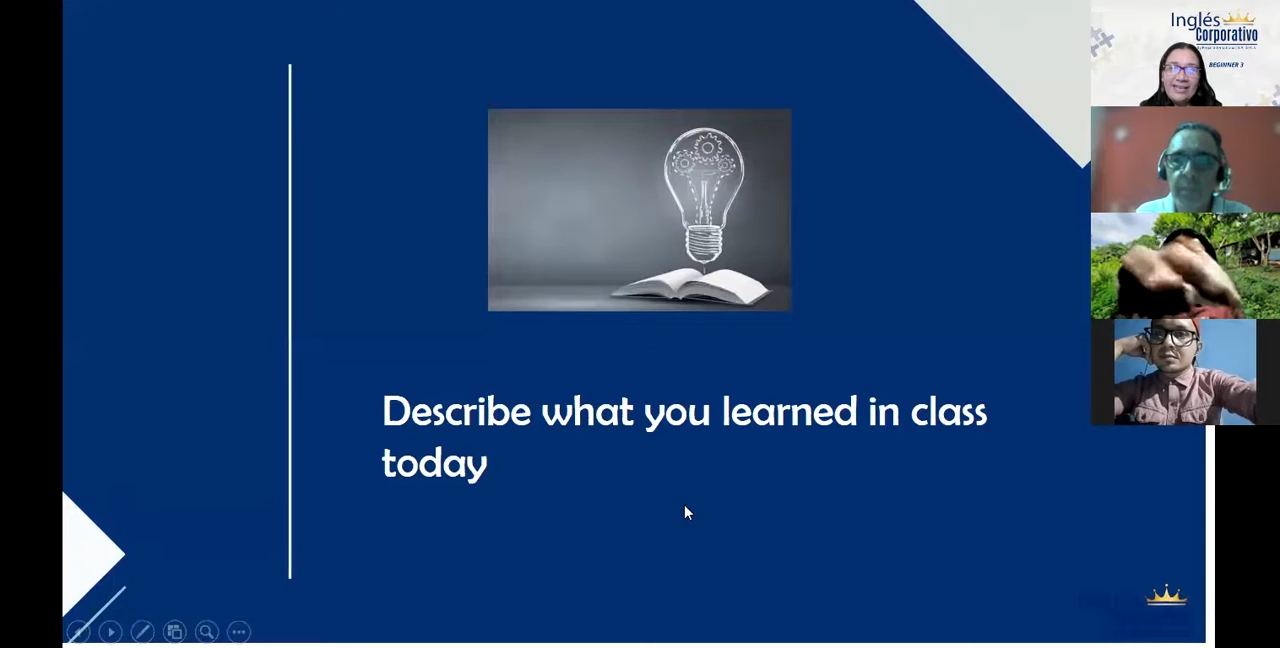 Inglés
Corporativo
BEGINNER 3
Describe what you learned in class
today